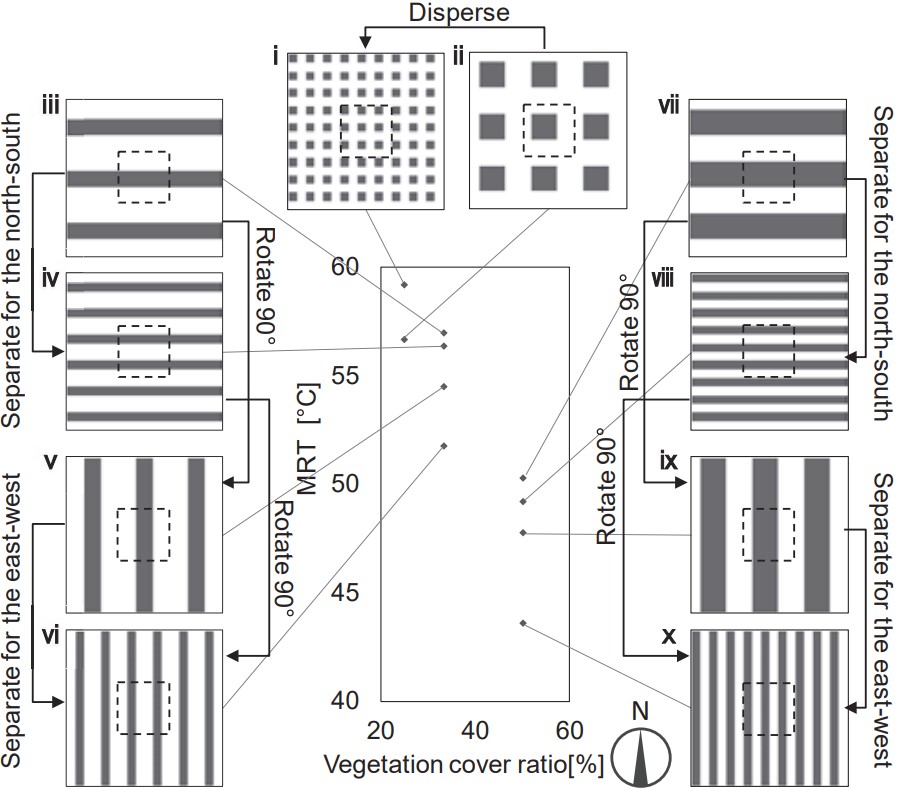 Disperse
i
ii
iii
vii
Separate for the north-south
Rotate 90°
iv
viii
Rotate 90°
Separate for the north-south
60
55
50
45
40
MRT [°C]
v
ix
Rotate 90°
Rotate 90°
Separate for the east-west
Separate for the east-west
vi
x
20
40
60
Vegetation cover ratio[%]
N